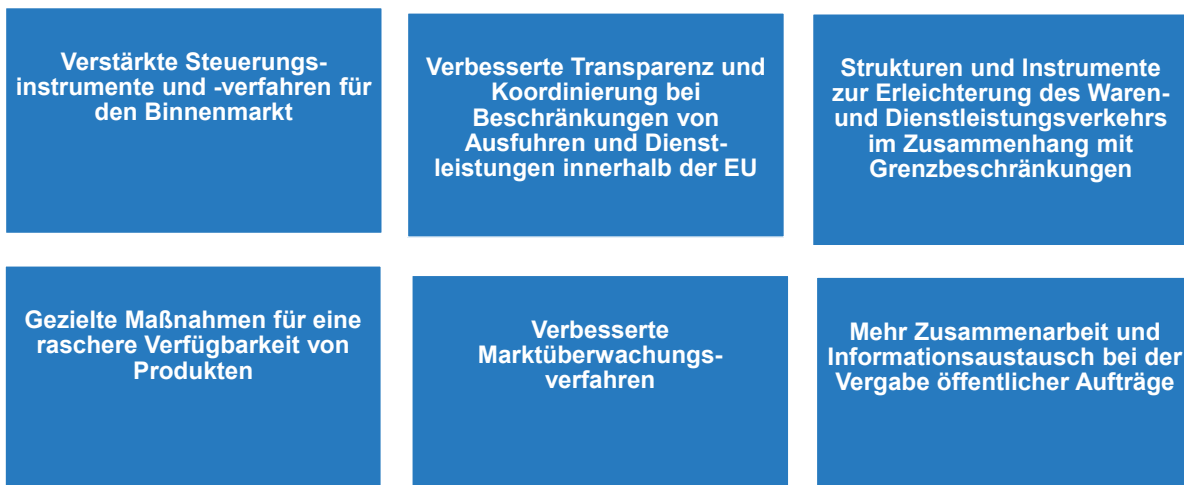 Verstärkte Steuerungs-
instrumente und -verfahren für
den Binnenmarkt
Verbesserte Transparenz und
Koordinierung bei
Beschränkungen von
Ausfuhren und Dienst-
leistungen innerhalb der EU
Strukturen und Instrumente
zur Erleichterung des Waren-
und Dienstleistungsverkehrs
im Zusammenhang mit
Grenzbeschränkungen
Gezielte Maßnahmen für eine
raschere Verfügbarkeit von
Produkten
Verbesserte
Marktüberwachungs-
verfahren
Mehr Zusammenarbeit und
Informationsaustausch bei der
Vergabe öffentlicher Aufträge